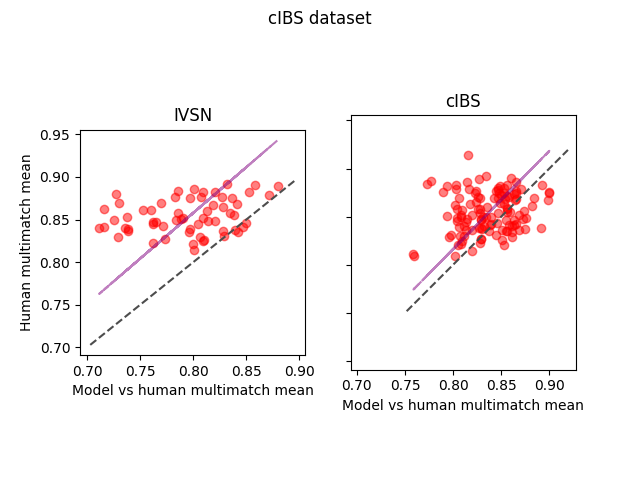 cIBS dataset
IVSN
cIBS
Human multimatch mean
0.95
0.90
0.85
0.80
0.75
0.70
0.70 0.75 0.80 0.85 0.90
0.70 0.75 0.80 0.85 0.90
Model vs human multimatch mean
Model vs human multimatch mean